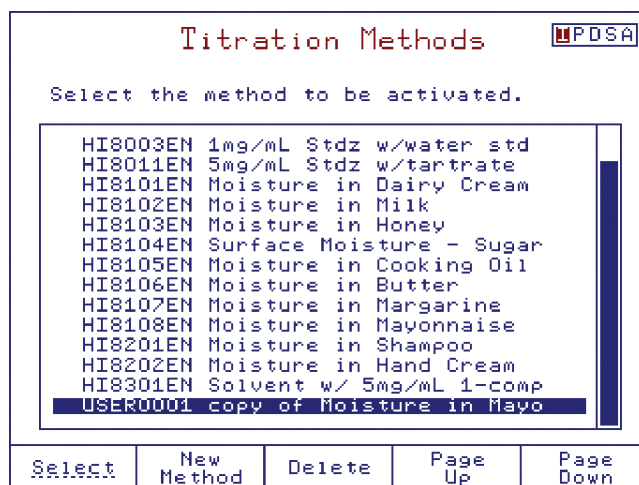 Titration Methods
TPDSA
Select the method to be activated.
HI8003EN 1mg/mL Stdz w/water std
HI8011EN 5mg/mL Stdz w/tartrate
HI8101EN Moisture in Dairy Cream
HI8102EN Moisture in Milk
HI8103EN Moisture in Honey
HI8104EN Surface Moisture - Sugar
HI8105EN Moisture in Cooking Oil
HI8106EN Moisture in Butter
HI8107EN Moisture in Margarine
HI8108EN Moisture in Mayonnaise
HI8201EN Moisture in Shampoo
HI8202EN Moisture in Hand Cream
HI8301EN Solvent w/ 5mg/mL 1-comp
USER0001 copy of Moisture in Mayo
Select
New Method
Delete
Page Up
Page Down